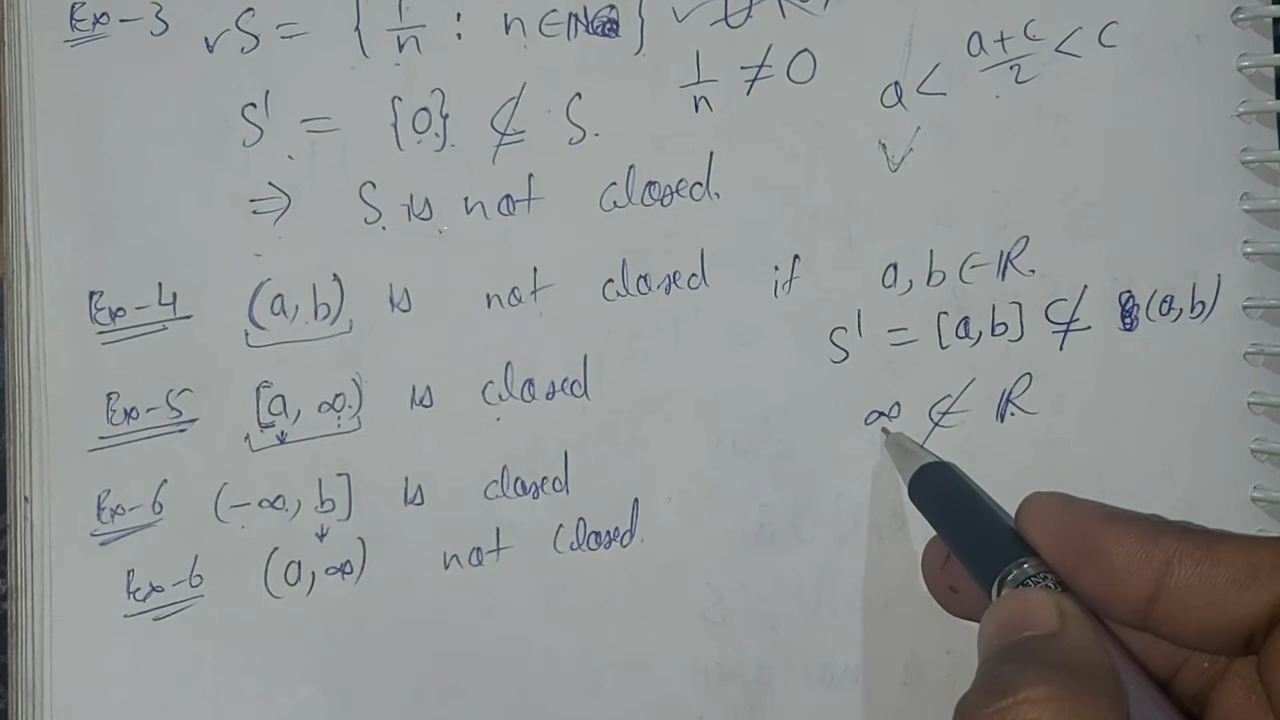 Ex-3 S = { 1/n : n ∈ N }
1/n ≠ 0
a < (a+c)/2 < c
S' = {0} ⊄ S.
⇒ S is not closed.
Ex-4 (a, b) is not closed if a, b ∈ R.
S' = [a, b] ⊄ (a, b)
Ex-5 [a, ∞) is closed
∞ ∉ R
Ex-6 (-∞, b] is closed
Ex-6 (a, ∞) not closed.